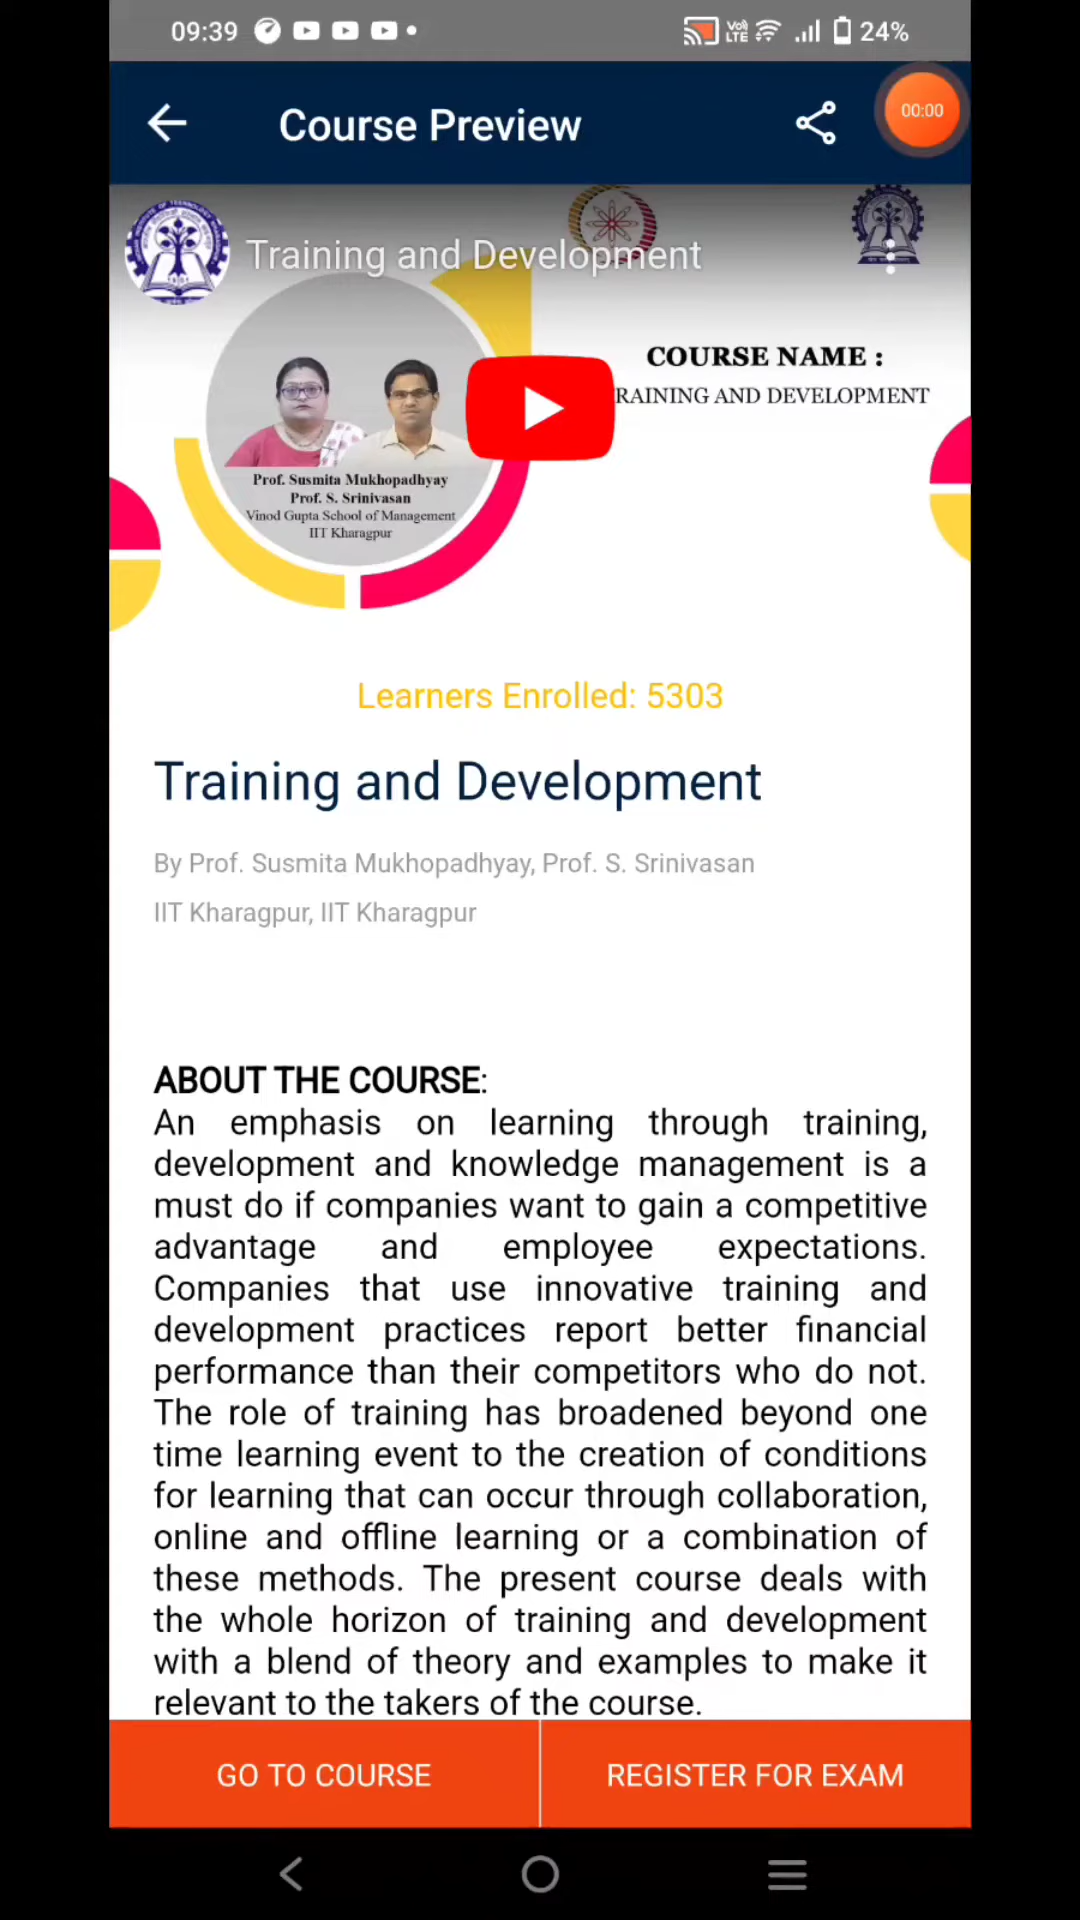 09:39
VoI) LTE 24%
Course Preview
00:00
Training and Development
COURSE NAME :
RAINING AND DEVELOPMENT
Prof. Susmita Mukhopadhyay
Prof. S. Srinivasan
Vinod Gupta School of Management
IIT Kharagpur
Learners Enrolled: 5303
Training and Development
By Prof. Susmita Mukhopadhyay, Prof. S. Srinivasan
IIT Kharagpur, IIT Kharagpur
ABOUT THE COURSE:
An emphasis on learning through training,
development and knowledge management is a
must do if companies want to gain a competitive
advantage and employee expectations.
Companies that use innovative training and
development practices report better financial
performance than their competitors who do not.
The role of training has broadened beyond one
time learning event to the creation of conditions
for learning that can occur through collaboration,
online and offline learning or a combination of
these methods. The present course deals with
the whole horizon of training and development
with a blend of theory and examples to make it
relevant to the takers of the course.
GO TO COURSE
REGISTER FOR EXAM